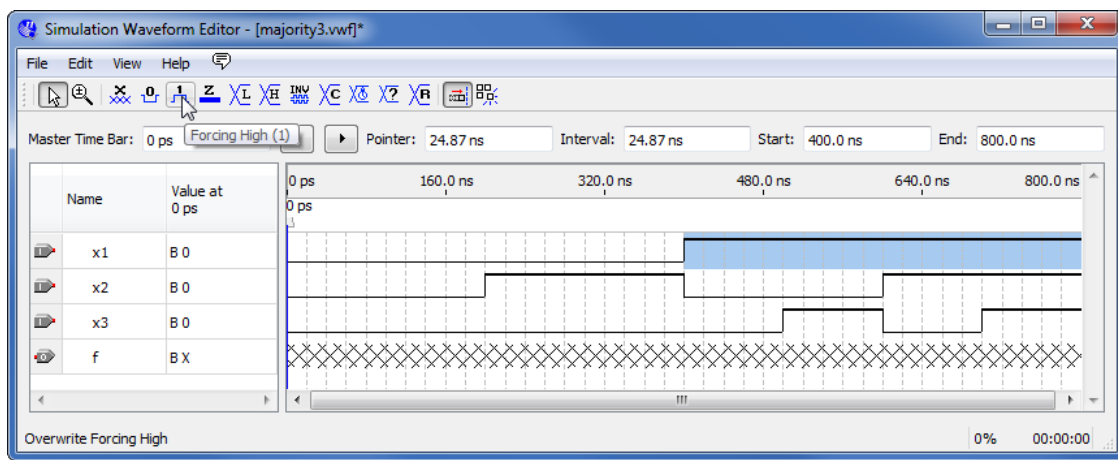 Simulation Waveform Editor - [majority3.vwf]*
File Edit View Help
Master Time Bar: 0 ps Pointer: 24.87 ns Interval: 24.87 ns Start: 400.0 ns End: 800.0 ns
Forcing High (1)
Name Value at 0 ps
0 ps 160.0 ns 320.0 ns 480.0 ns 640.0 ns 800.0 ns
0 ps
x1 B 0
x2 B 0
x3 B 0
f B X
Overwrite Forcing High 0% 00:00:00